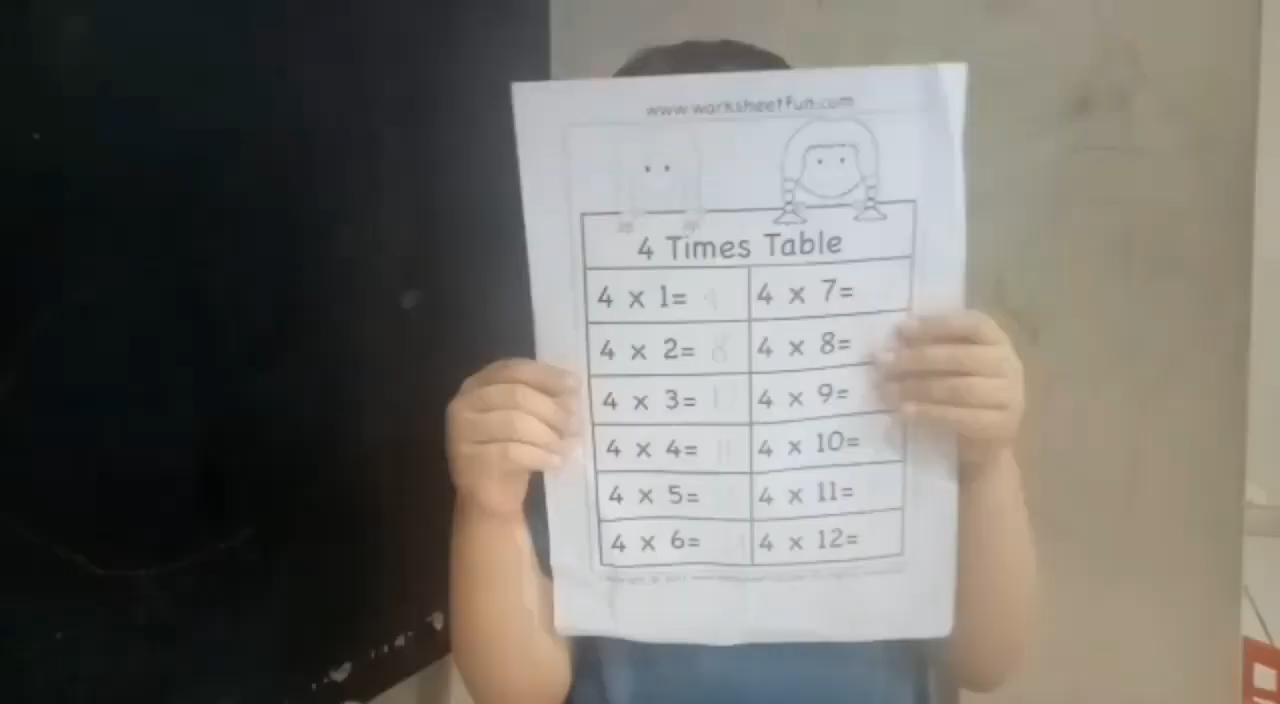 www.worksheetfun.com
4 Times Table
4 x 1=
4 x 7=
4 x 2= 8
4 x 8=
4 x 3=
4 x 9=
4 x 4=
4 x 10=
4 x 5=
4 x 11=
4 x 6=
4 x 12=